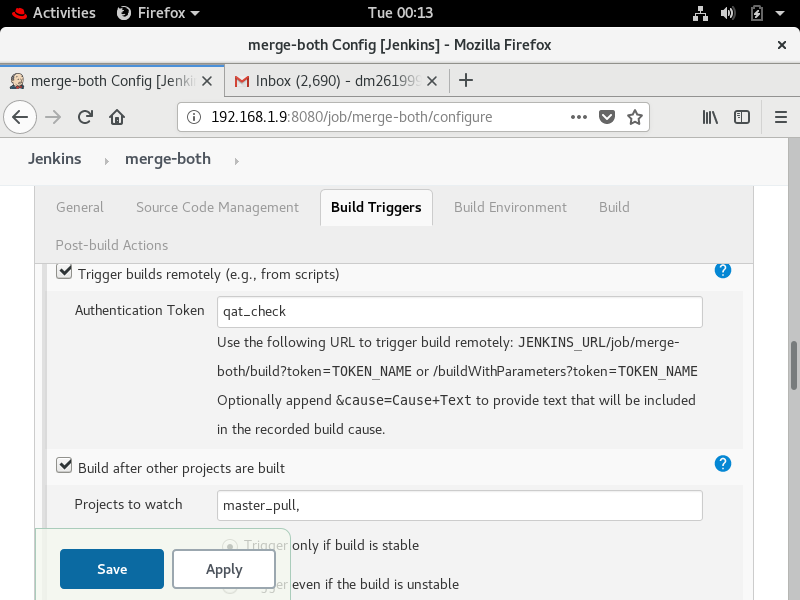 Activities Firefox Tue 00:13
merge-both Config [Jenkins] - Mozilla Firefox
merge-both Config [Jenki Inbox (2,690) - dm261999
192.168.1.9:8080/job/merge-both/configure
Jenkins merge-both
General Source Code Management Build Triggers Build Environment Build
Post-build Actions
Trigger builds remotely (e.g., from scripts)
Authentication Token qat_check
Use the following URL to trigger build remotely: JENKINS_URL/job/merge-
both/build?token=TOKEN_NAME or /buildWithParameters?token=TOKEN_NAME
Optionally append &cause=Cause+Text to provide text that will be included
in the recorded build cause.
Build after other projects are built
Projects to watch master_pull,
Trigger only if build is stable
Trigger even if the build is unstable
Save Apply